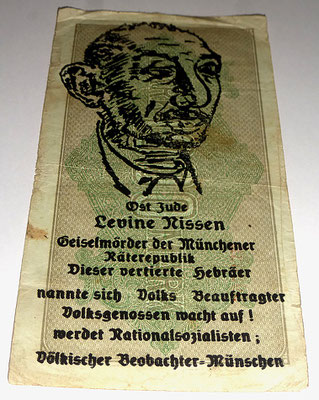 Ost Jude
Levine Nissen
Geiselmörder der Münchener
Räterepublik
Dieser vertierte Hebräer
nannte sich Volks Beauftragter
Volksgenossen wacht auf !
werdet Nationalsozialisten ;
Völkischer Beobachter=Münschen